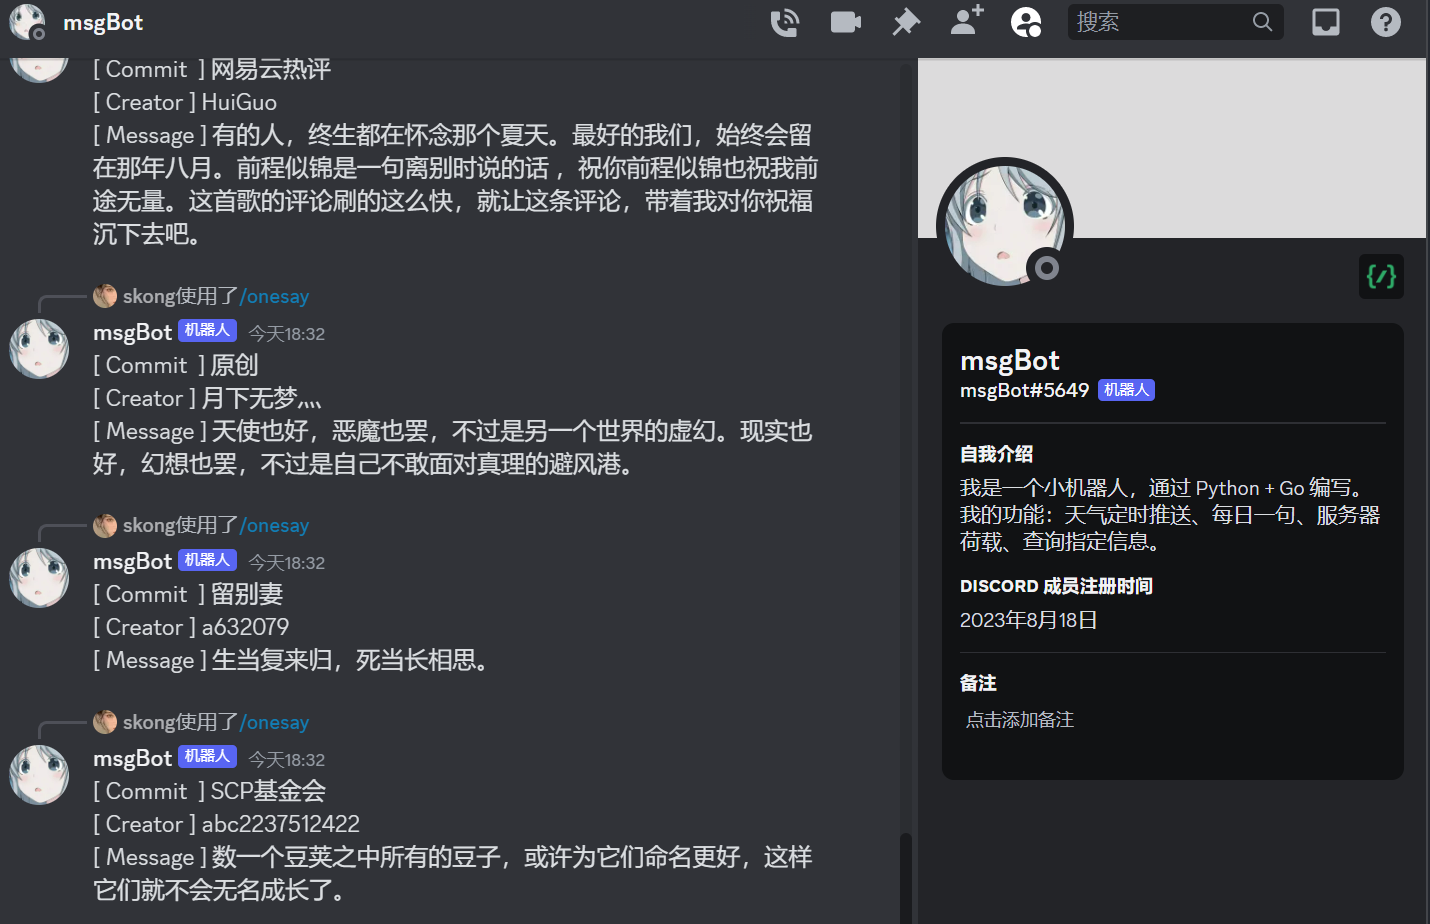 msgBot
搜索
[ Commit  ] 网易云热评
[ Creator ] HuiGuo
[ Message ] 有的人，终生都在怀念那个夏天。最好的我们，始终会留
在那年八月。前程似锦是一句离别时说的话 ，祝你前程似锦也祝我前
途无量。这首歌的评论刷的这么快，就让这条评论，带着我对你祝福
沉下去吧。
skong使用了/onesay
msgBot 机器人 今天18:32
[ Commit  ] 原创
[ Creator ] 月下无梦灬
[ Message ] 天使也好，恶魔也罢，不过是另一个世界的虚幻。现实也
好，幻想也罢，不过是自己不敢面对真理的避风港。
skong使用了/onesay
msgBot 机器人 今天18:32
[ Commit  ] 留别妻
[ Creator ] a632079
[ Message ] 生当复来归，死当长相思。
skong使用了/onesay
msgBot 机器人 今天18:32
[ Commit  ] SCP基金会
[ Creator ] abc2237512422
[ Message ] 数一个豆荚之中所有的豆子，或许为它们命名更好，这样
它们就不会无名成长了。
msgBot
msgBot#5649 机器人
自我介绍
我是一个小机器人，通过 Python + Go 编写。
我的功能：天气定时推送、每日一句、服务器
荷载、查询指定信息。
DISCORD 成员注册时间
2023年8月18日
备注
点击添加备注